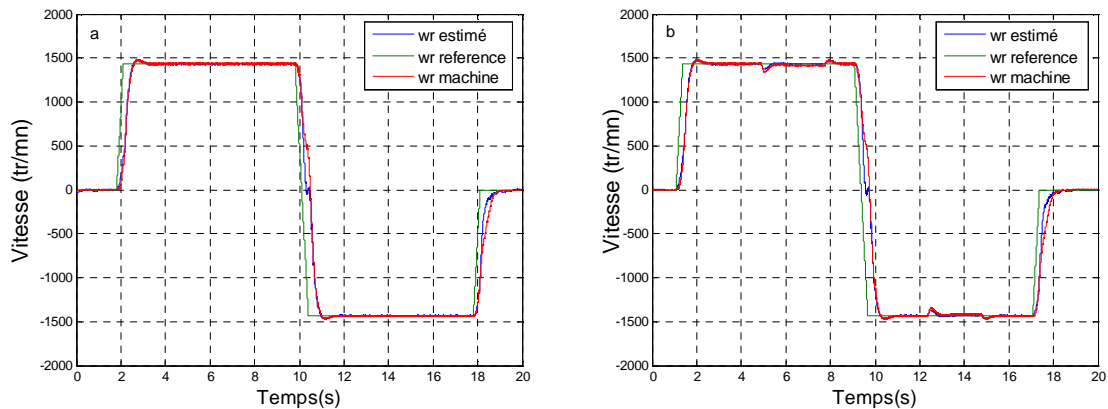 a
wr estimé
wr reference
wr machine
2000
1500
1000
500
0
-500
-1000
-1500
-2000
0 2 4 6 8 10 12 14 16 18 20
Vitesse (tr/mn)
Temps(s)
b
wr estimé
wr reference
wr machine
2000
1500
1000
500
0
-500
-1000
-1500
-2000
0 2 4 6 8 10 12 14 16 18 20
Vitesse (tr/mn)
Temps(s)